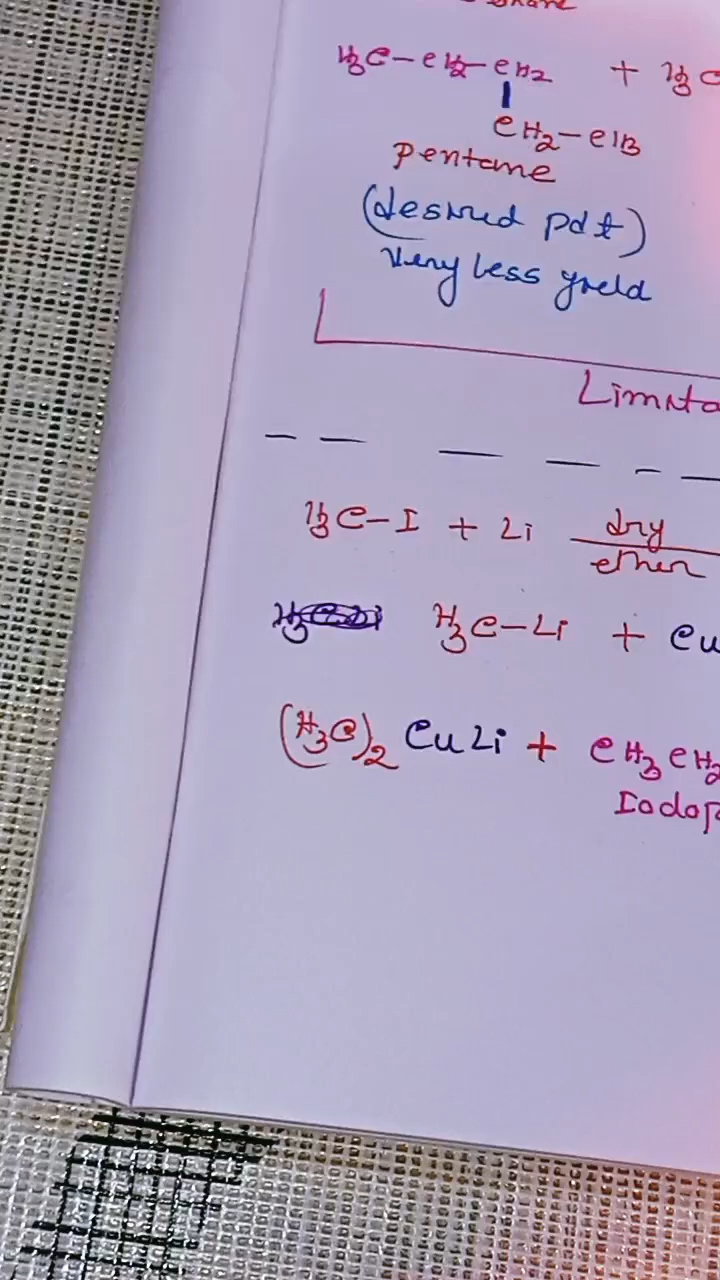 H3C-CH2-CH2 + H3C
CH2-CH3
Pentane
(desired pdt)
Very less yield
Limita
H3C-I + Li dry
ether
H3C-Li + Cu
(H3C)2 CuLi + CH3CH2
Iodop